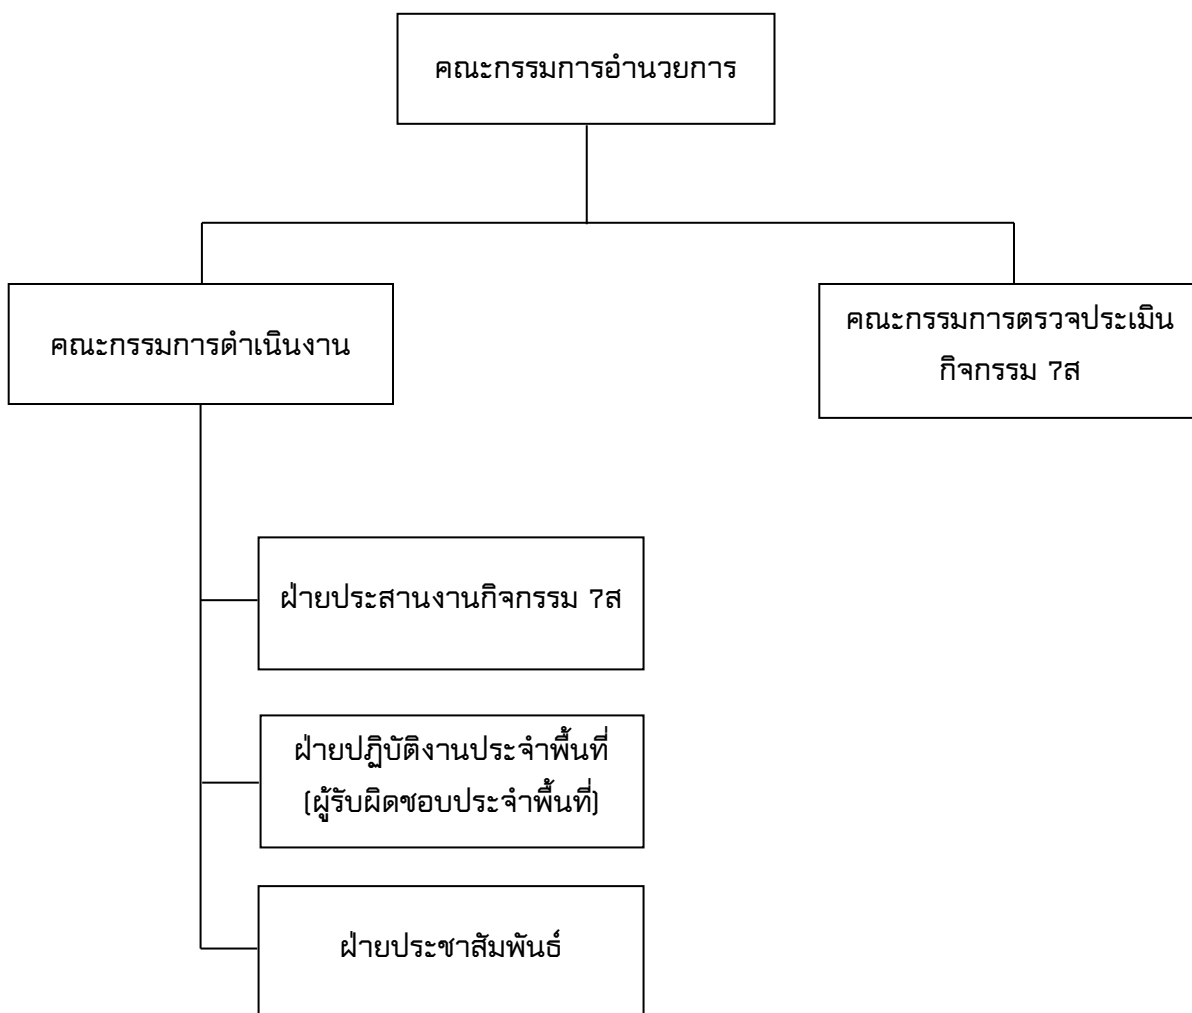 คณะกรรมการอำนวยการ
คณะกรรมการดำเนินงาน
คณะกรรมการตรวจประเมิน
กิจกรรม 7ส
ฝ่ายประสานงานกิจกรรม 7ส
ฝ่ายปฏิบัติงานประจำพื้นที่
(ผู้รับผิดชอบประจำพื้นที่)
ฝ่ายประชาสัมพันธ์